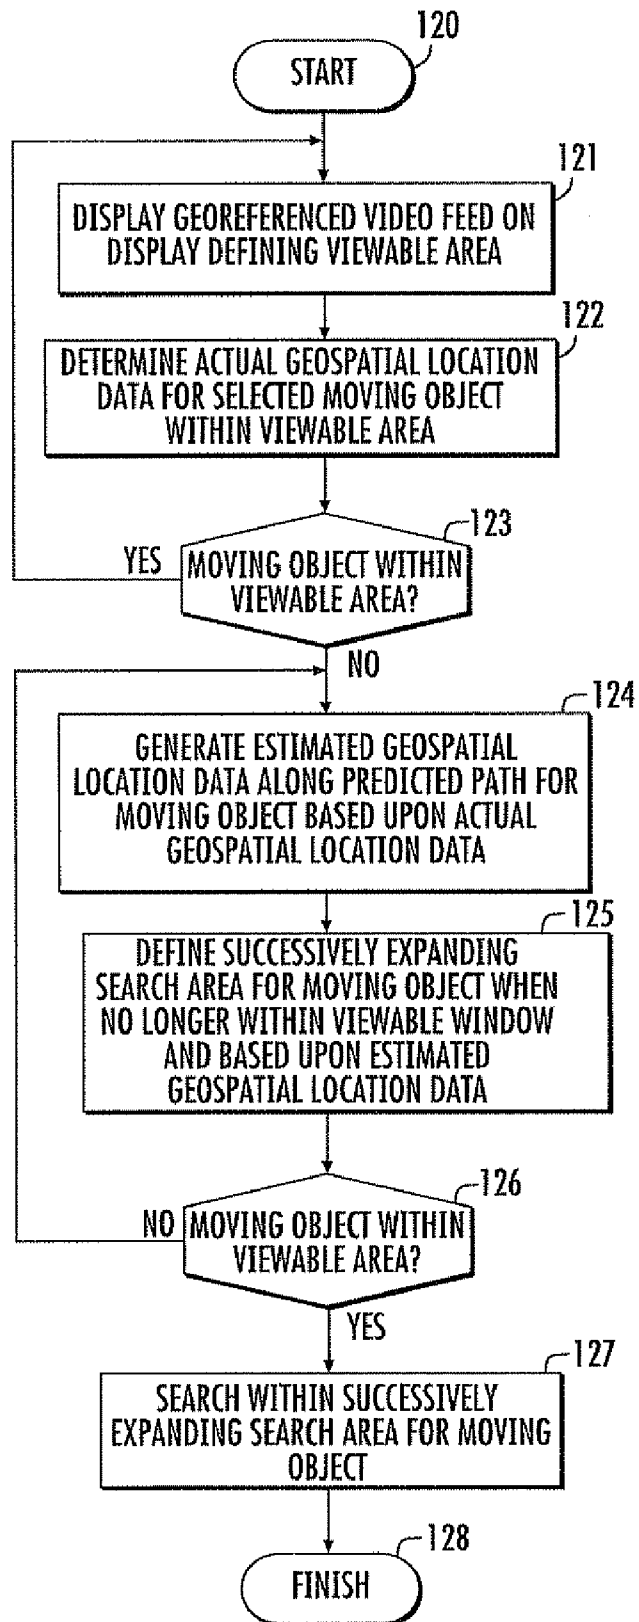 120
START
121
DISPLAY GEOREFERENCED VIDEO FEED ON
DISPLAY DEFINING VIEWABLE AREA
122
DETERMINE ACTUAL GEOSPATIAL LOCATION
DATA FOR SELECTED MOVING OBJECT
WITHIN VIEWABLE AREA
123
YES
MOVING OBJECT WITHIN
VIEWABLE AREA?
NO
124
GENERATE ESTIMATED GEOSPATIAL
LOCATION DATA ALONG PREDICTED PATH FOR
MOVING OBJECT BASED UPON ACTUAL
GEOSPATIAL LOCATION DATA
125
DEFINE SUCCESSIVELY EXPANDING
SEARCH AREA FOR MOVING OBJECT WHEN
NO LONGER WITHIN VIEWABLE WINDOW
AND BASED UPON ESTIMATED
GEOSPATIAL LOCATION DATA
126
NO
MOVING OBJECT WITHIN
VIEWABLE AREA?
YES
127
SEARCH WITHIN SUCCESSIVELY
EXPANDING SEARCH AREA FOR MOVING
OBJECT
128
FINISH